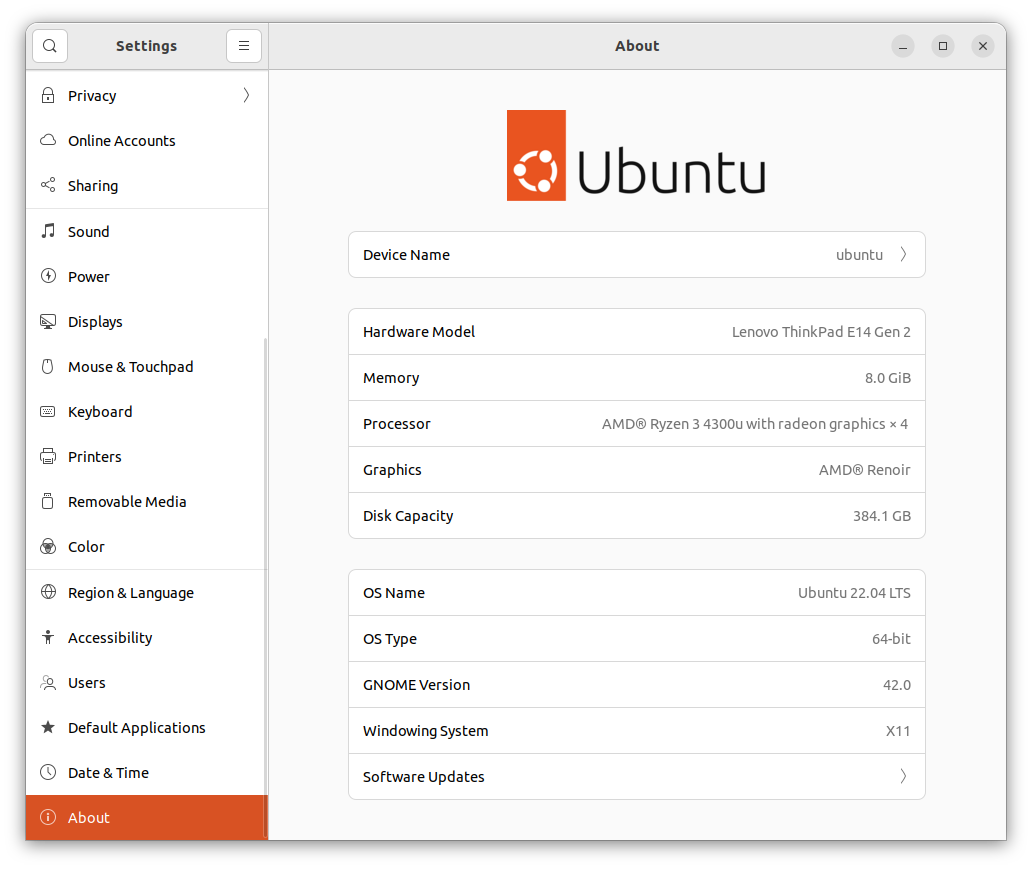 Settings
About
Privacy
Online Accounts
Sharing
Sound
Power
Displays
Mouse & Touchpad
Keyboard
Printers
Removable Media
Color
Region & Language
Accessibility
Users
Default Applications
Date & Time
About
Ubuntu
Device Name ubuntu
Hardware Model Lenovo ThinkPad E14 Gen 2
Memory 8.0 GiB
Processor AMD® Ryzen 3 4300u with radeon graphics × 4
Graphics AMD® Renoir
Disk Capacity 384.1 GB
OS Name Ubuntu 22.04 LTS
OS Type 64-bit
GNOME Version 42.0
Windowing System X11
Software Updates